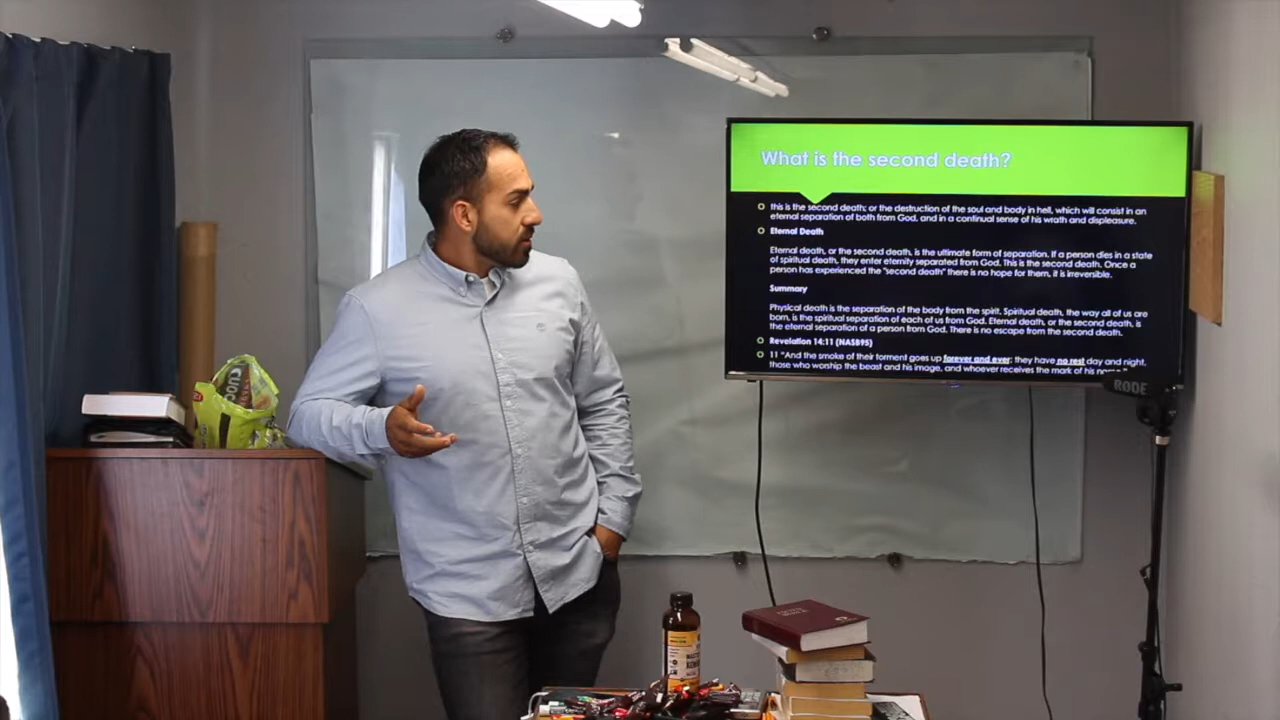 What is the second death?
this is the second death; or the destruction of the soul and body in hell, which will consist in an
eternal separation of both from God, and in a continual sense of his wrath and displeasure.
Eternal Death
Eternal death, or the second death, is the ultimate form of separation. If a person dies in a state
of spiritual death, they enter eternity separated from God. This is the second death. Once a
person has experienced the "second death" there is no hope for them, it is irreversible.
Summary
Physical death is the separation of the body from the spirit. Spiritual death, the way all of us are
born, is the spiritual separation of each of us from God. Eternal death, or the second death, is
the eternal separation of a person from God. There is no escape from the second death.
Revelation 14:11 (NASB95)
11 "And the smoke of their torment goes up forever and ever; they have no rest day and night,
those who worship the beast and his image, and whoever receives the mark of his name."
RODE